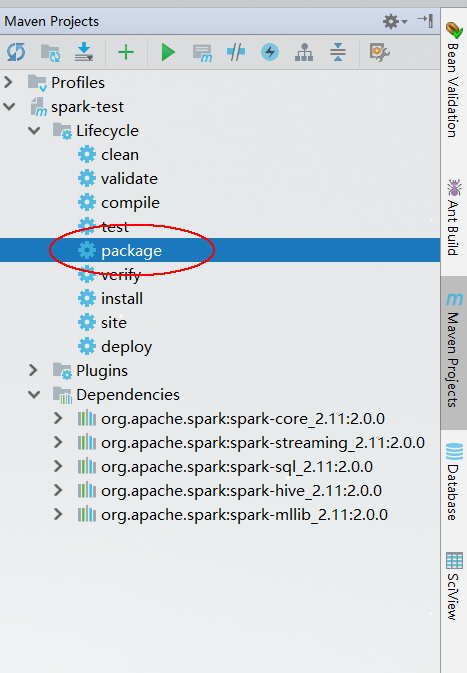 Maven Projects
Profiles
spark-test
Lifecycle
clean
validate
compile
test
package
verify
install
site
deploy
Plugins
Dependencies
org.apache.spark:spark-core_2.11:2.0.0
org.apache.spark:spark-streaming_2.11:2.0.0
org.apache.spark:spark-sql_2.11:2.0.0
org.apache.spark:spark-hive_2.11:2.0.0
org.apache.spark:spark-mllib_2.11:2.0.0
Bean Validation
Ant Build
Maven Projects
Database
SciView